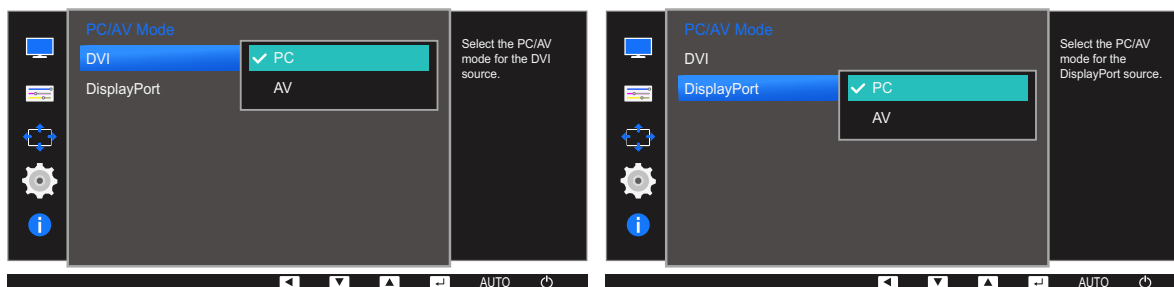 PC/AV Mode
DVI
PC
DisplayPort
AV
Select the PC/AV
mode for the DVI
source.
AUTO
PC/AV Mode
DVI
DisplayPort
PC
AV
Select the PC/AV
mode for the
DisplayPort source.
AUTO